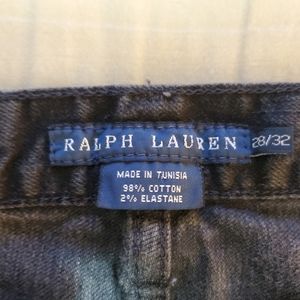 RALPH LAUREN 28/32
MADE IN TUNISIA
98% COTTON
2% ELASTANE